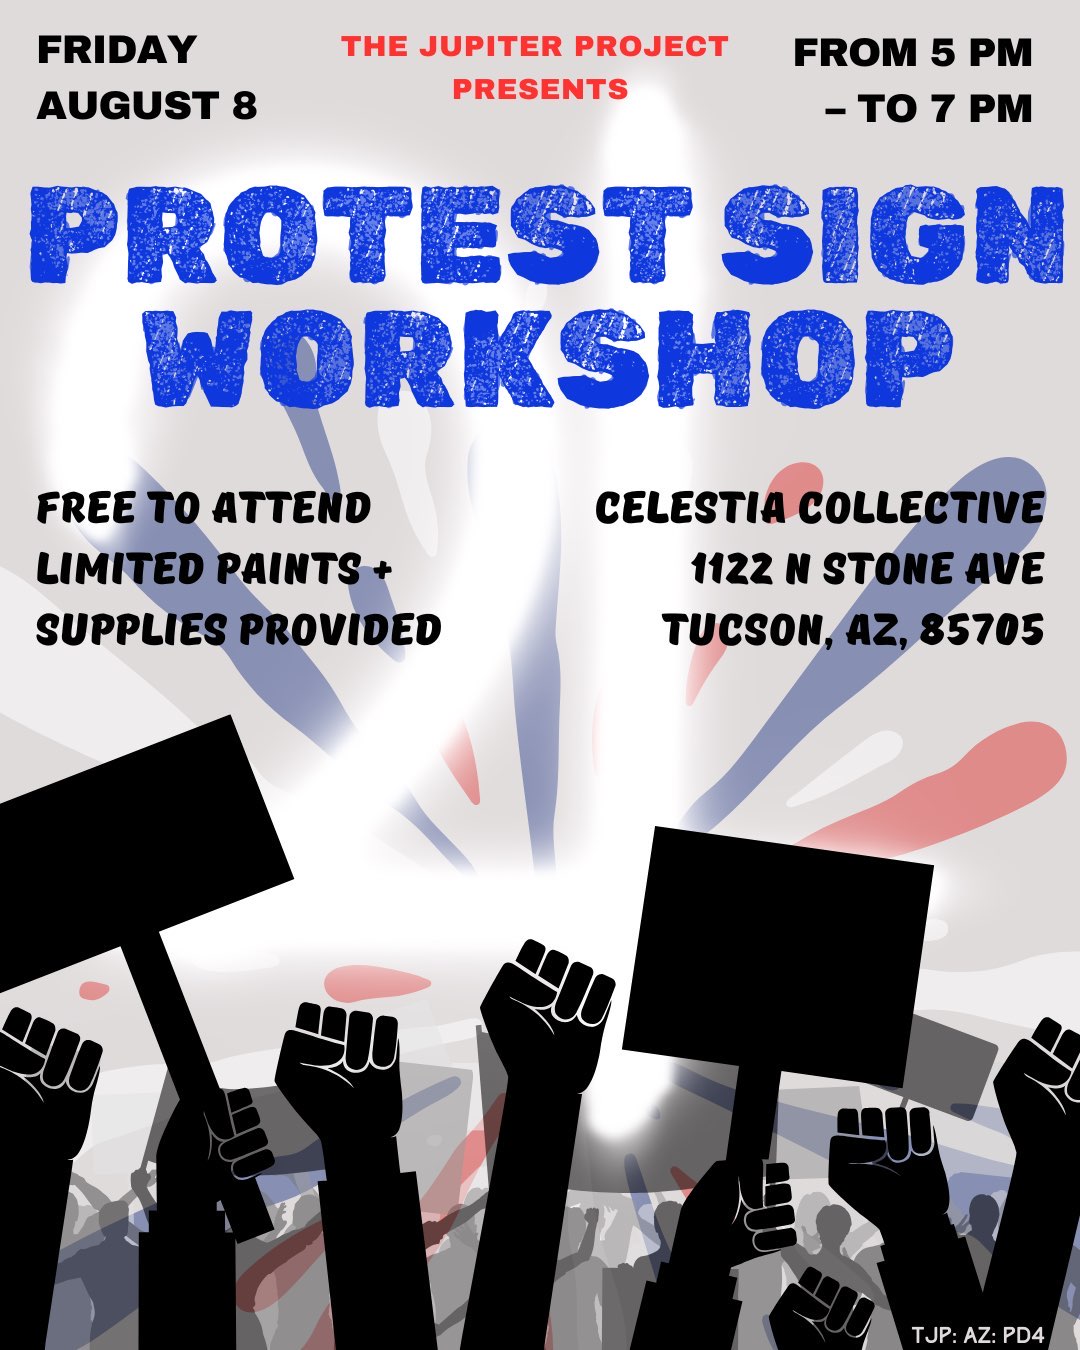 FRIDAY
AUGUST 8
THE JUPITER PROJECT
PRESENTS
FROM 5 PM
– TO 7 PM
PROTEST SIGN
WORKSHOP
FREE TO ATTEND
LIMITED PAINTS +
SUPPLIES PROVIDED
CELESTIA COLLECTIVE
1122 N STONE AVE
TUCSON, AZ, 85705
TJP: AZ: PD4